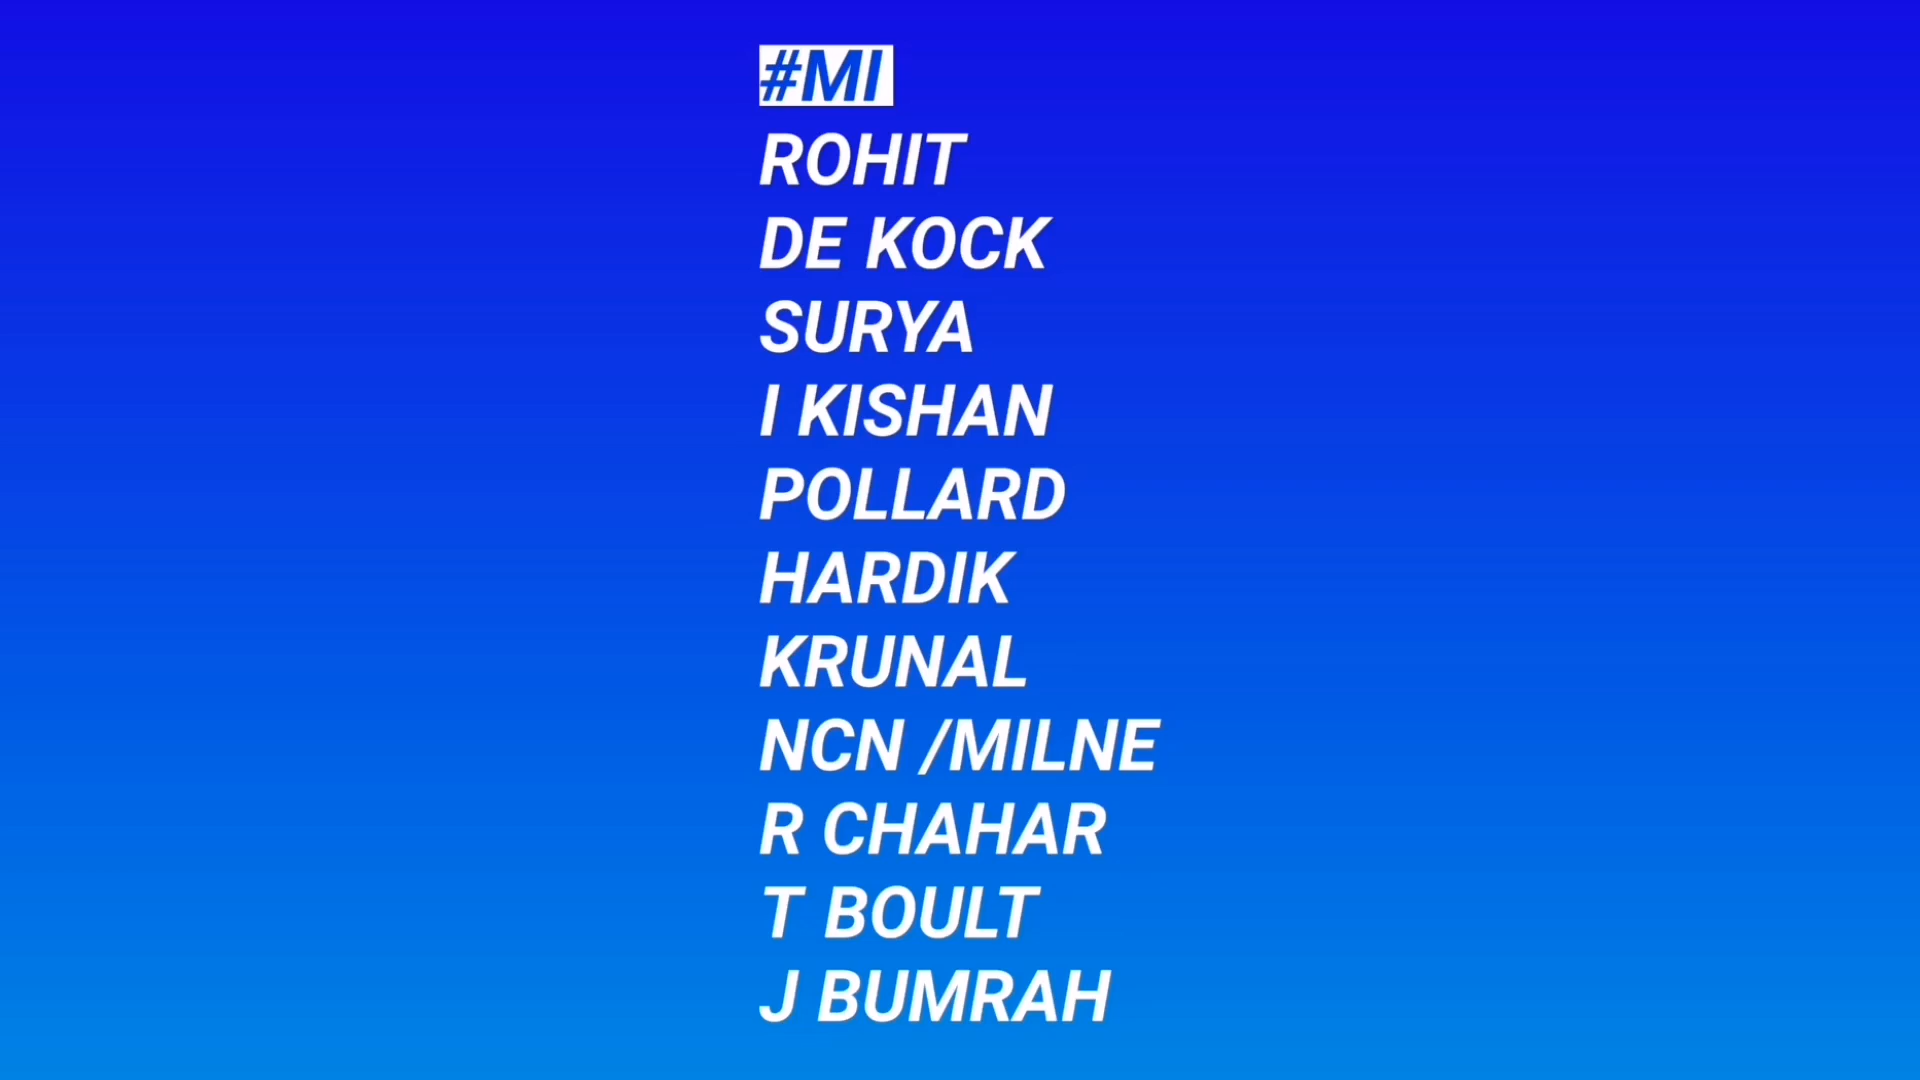 #MI
ROHIT
DE KOCK
SURYA
I KISHAN
POLLARD
HARDIK
KRUNAL
NCN /MILNE
R CHAHAR
T BOULT
J BUMRAH